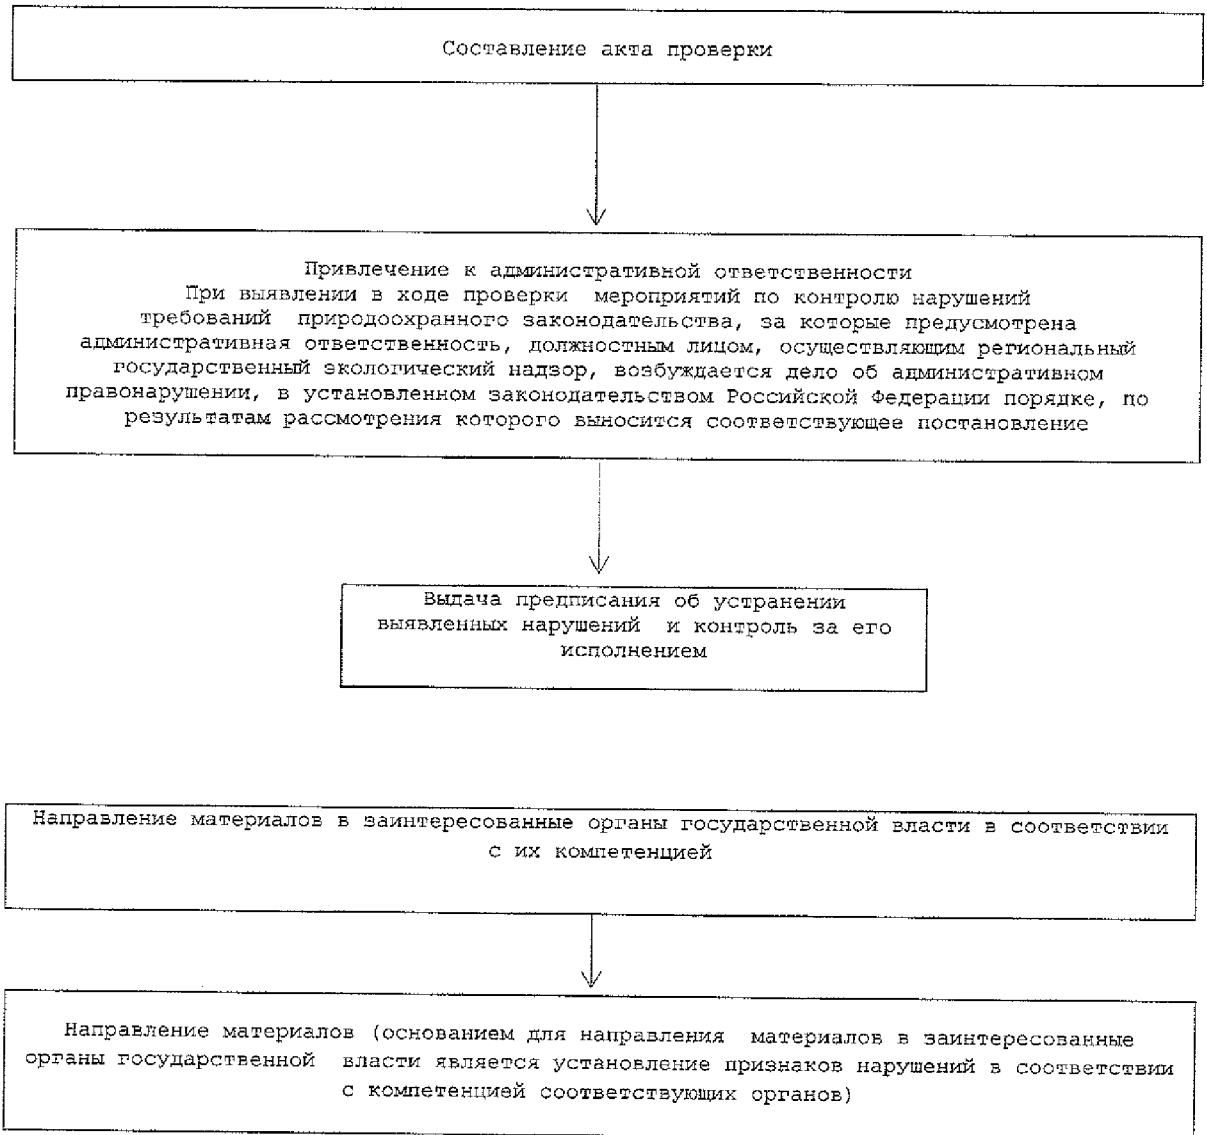 Составление акта проверки
Привлечение к административной ответственности
При выявлении в ходе проверки  мероприятий по контролю нарушений
требований  природоохранного законодательства, за которые предусмотрена
административная ответственность, должностным лицом, осуществляющим региональный
государственный экологический надзор, возбуждается дело об административном
правонарушении, в установленном законодательством Российской Федерации порядке, по
результатам рассмотрения которого выносится соответствующее постановление
Выдача предписания об устранении
выявленных нарушений  и контроль за его
исполнением
Направление материалов в заинтересованные органы государственной власти в соответствии
с их компетенцией
Направление материалов (основанием для направления  материалов в заинтересованные
органы государственной  власти является установление признаков нарушений в соответствии
с компетенцией соответствующих органов)